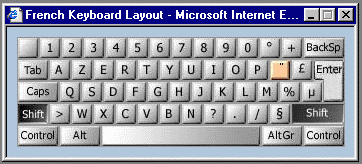 French Keyboard Layout - Microsoft Internet E...
1 2 3 4 5 6 7 8 9 0 ° + BackSp
Tab A Z E R T Y U I O P ¨ £ Enter
Caps Q S D F G H J K L M % µ
Shift > W X C V B N ? . / § Shift
Control Alt AltGr Control